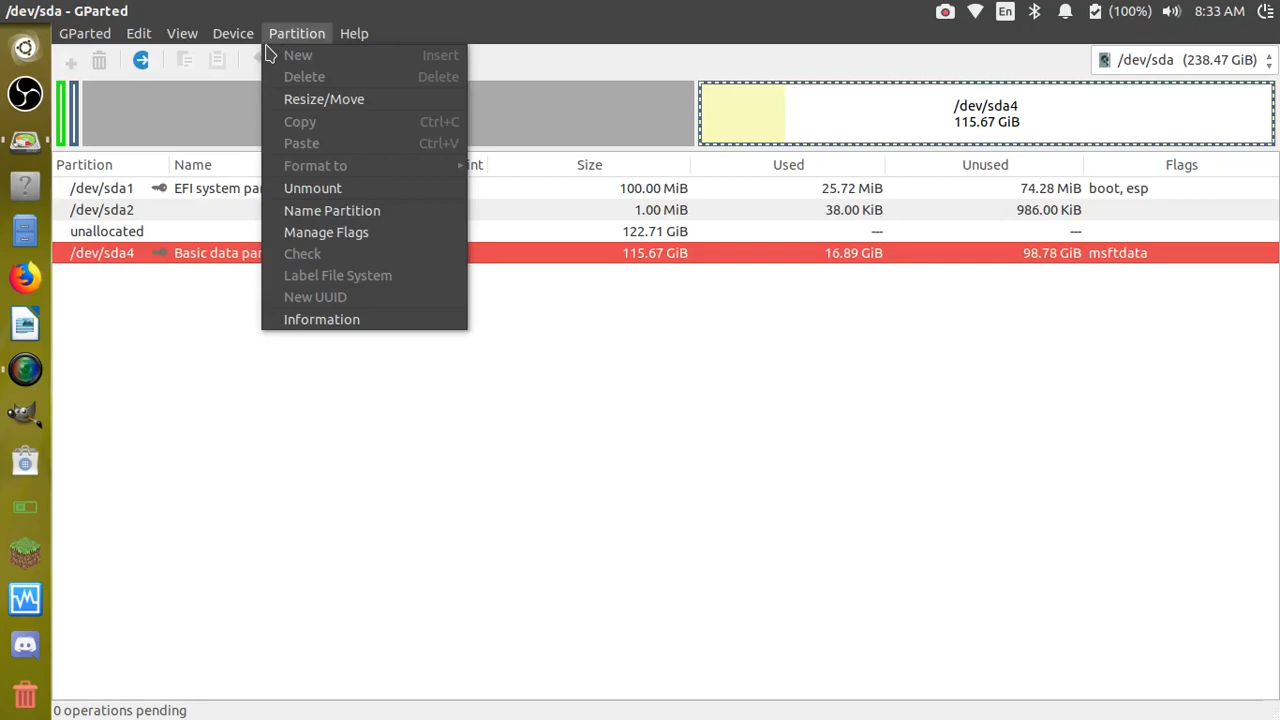 /dev/sda - GParted
En
(100%)
8:33 AM
GParted Edit View Device Partition Help
New Insert
Delete Delete
Resize/Move
Copy Ctrl+C
Paste Ctrl+V
Format to
Unmount
Name Partition
Manage Flags
Check
Label File System
New UUID
Information
/dev/sda (238.47 GiB)
/dev/sda4
115.67 GiB
Partition Name int Size Used Unused Flags
/dev/sda1 EFI system par 100.00 MiB 25.72 MiB 74.28 MiB boot, esp
/dev/sda2 1.00 MiB 38.00 KiB 986.00 KiB
unallocated 122.71 GiB --- ---
/dev/sda4 Basic data par 115.67 GiB 16.89 GiB 98.78 GiB msftdata
0 operations pending